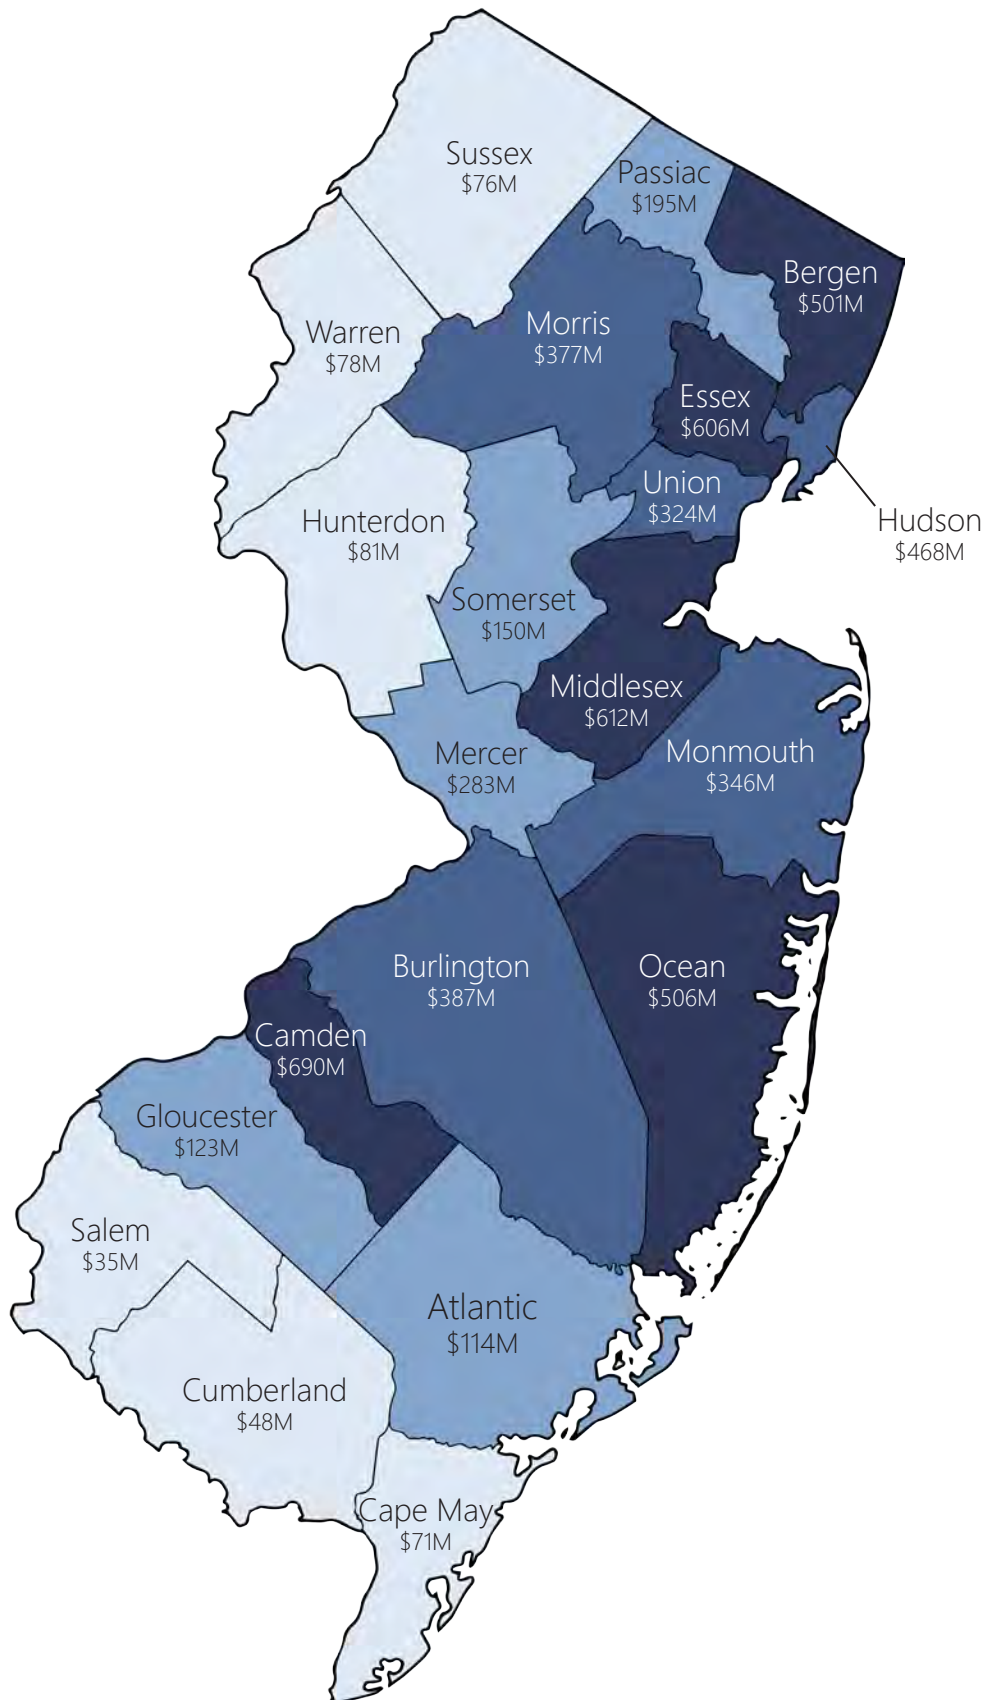 Sussex
$76M
Passiac
$195M
Bergen
$501M
Warren
$78M
Morris
$377M
Essex
$606M
Union
$324M
Hudson
$468M
Hunterdon
$81M
Somerset
$150M
Middlesex
$612M
Mercer
$283M
Monmouth
$346M
Burlington
$387M
Ocean
$506M
Camden
$690M
Gloucester
$123M
Salem
$35M
Atlantic
$114M
Cumberland
$48M
Cape May
$71M